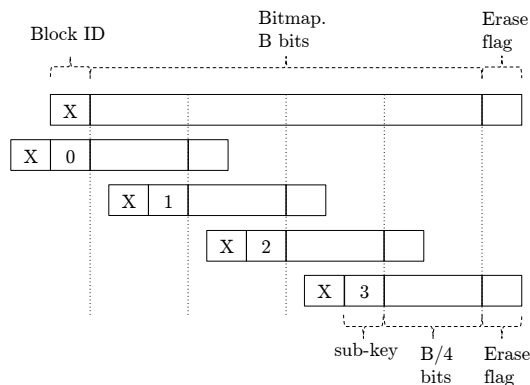 Block ID
Bitmap.
B bits
Erase
flag
X
X 0
X 1
X 2
X 3
sub-key
B/4
bits
Erase
flag